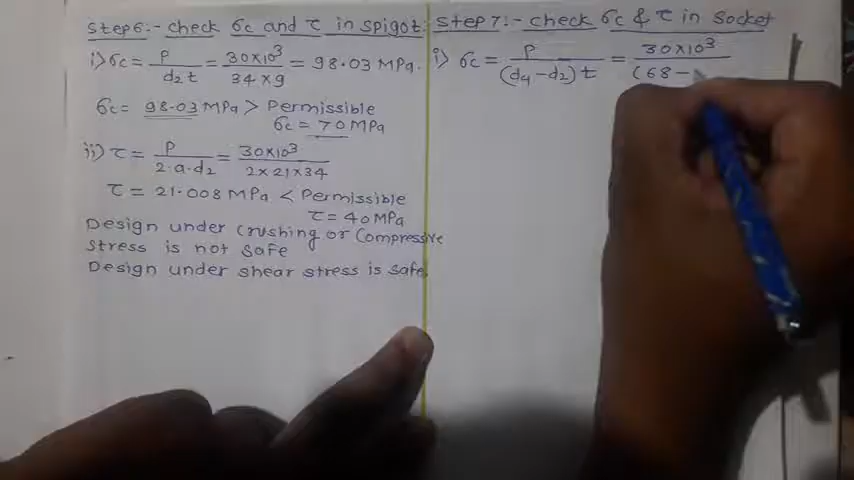 Step 6:- check σc and τ in spigot:
i) σc = P / d2 t = 30×10³ / 34×9 = 98.03 MPa.
σc = 98.03 MPa > Permissible
σc = 70 MPa
ii) τ = P / 2·a·d2 = 30×10³ / 2×21×34
τ = 21.008 MPa < Permissible
τ = 40 MPa
Design under crushing or compressive
stress is not safe
Design under shear stress is safe.
Step 7:- check σc & τ in socket
i) σc = P / (d4-d2) t = 30×10³ / (68-